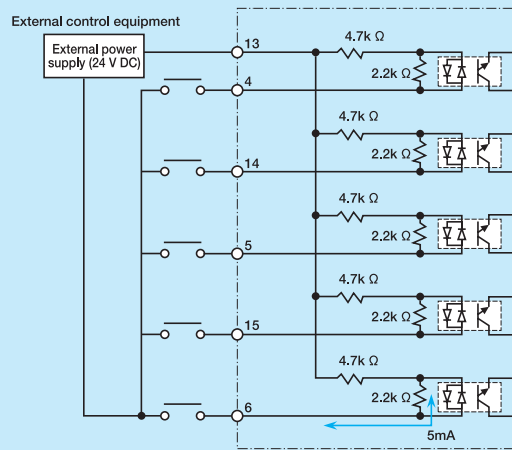 External control equipment
External power
supply (24 V DC)
13
4.7k Ω
2.2k Ω
4
4.7k Ω
14
2.2k Ω
4.7k Ω
5
2.2k Ω
4.7k Ω
15
2.2k Ω
4.7k Ω
6
2.2k Ω
5mA